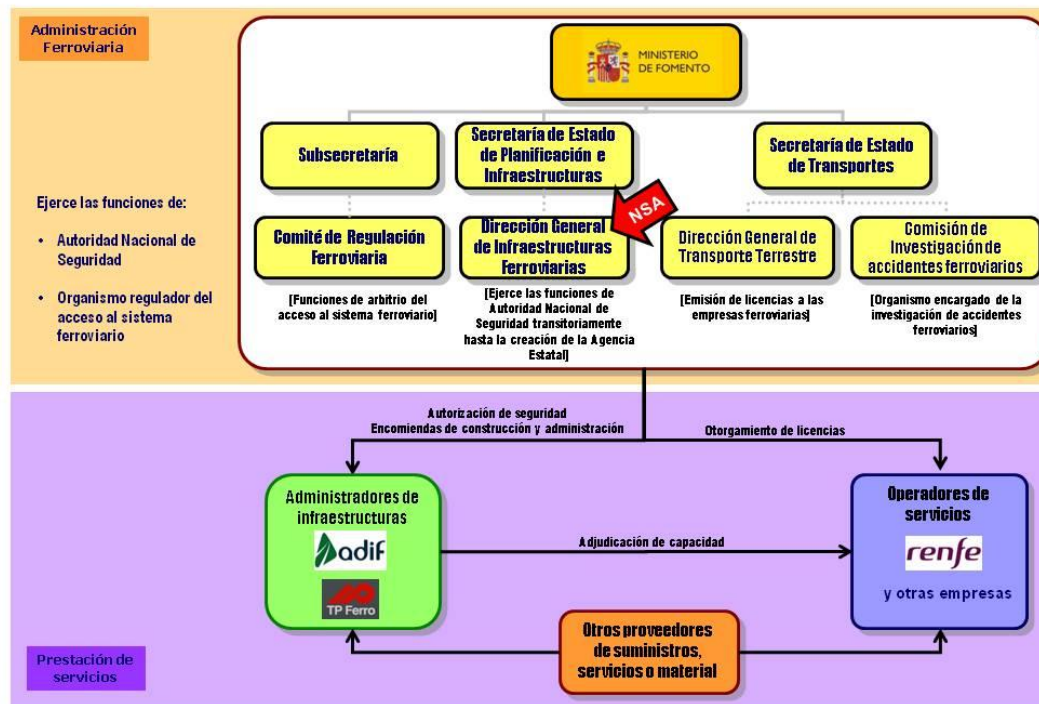 Administración
Ferroviaria
MINISTERIO
DE FOMENTO
Subsecretaría
Secretaría de Estado
de Planificación e
Infraestructuras
Secretaría de Estado
de Transportes
NSA
Ejerce las funciones de:
• Autoridad Nacional de
Seguridad
• Organismo regulador del
acceso al sistema
ferroviario
Comité de Regulación
Ferroviaria
[Funciones de arbitrio del
acceso al sistema ferroviario]
Dirección General
de Infraestructuras
Ferroviarias
[Ejerce las funciones de
Autoridad Nacional de
Seguridad transitoriamente
hasta la creación de la Agencia
Estatal]
Dirección General de
Transporte Terrestre
[Emisión de licencias a las
empresas ferroviarias]
Comisión de
Investigación de
accidentes ferroviarios
[Organismo encargado de la
investigación de accidentes
ferroviarios]
Autorización de seguridad
Encomiendas de construcción y administración
Otorgamiento de licencias
Administradores de
infraestructuras
adif
TP Ferro
Adjudicación de capacidad
Operadores de
servicios
renfe
y otras empresas
Otros proveedores
de suministros,
servicios o material
Prestación de
servicios